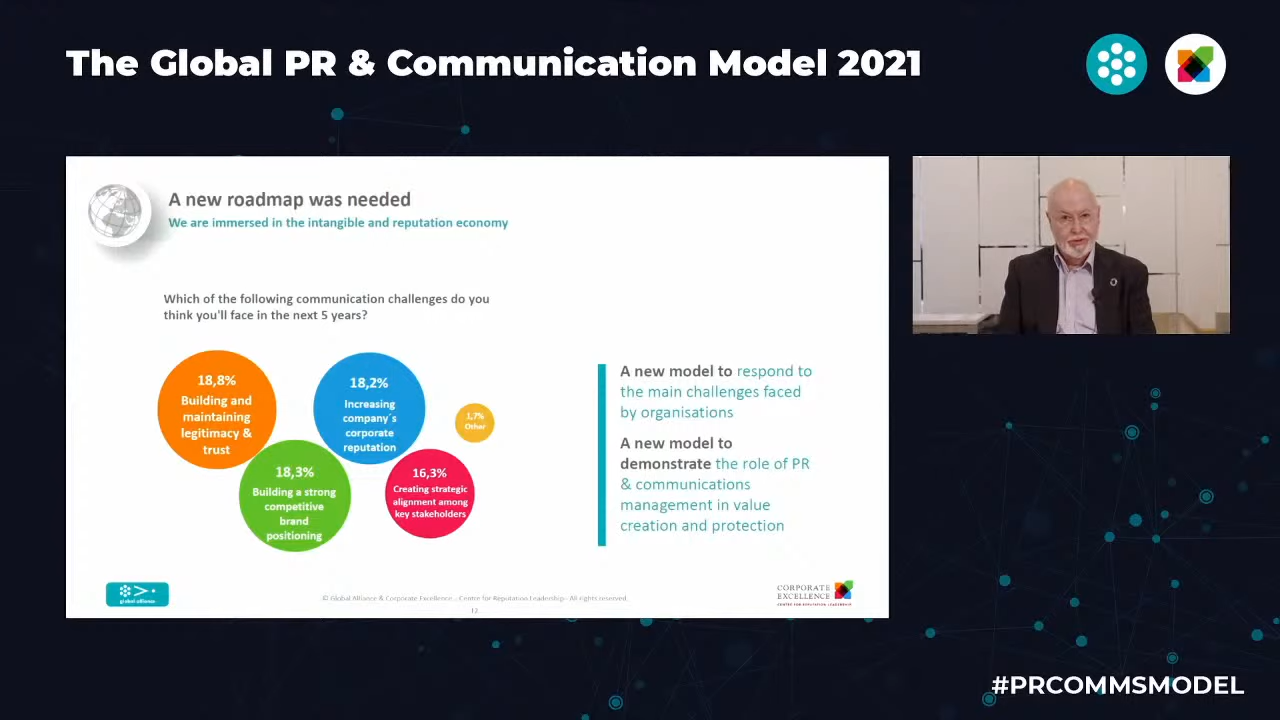 The Global PR & Communication Model 2021
A new roadmap was needed
We are immersed in the intangible and reputation economy
Which of the following communication challenges do you
think you'll face in the next 5 years?
18,8%
Building and
maintaining
legitimacy &
trust
18,3%
Building a strong
competitive
brand
positioning
18,2%
Increasing
company´s
corporate
reputation
16,3%
Creating strategic
alignment among
key stakeholders
1,7%
Other
A new model to respond to
the main challenges faced
by organisations
A new model to
demonstrate the role of PR
& communications
management in value
creation and protection
global alliance
© Global Alliance & Corporate Excellence - Centre for Reputation Leadership - All rights reserved.
12
CORPORATE
EXCELLENCE
CENTRE FOR REPUTATION LEADERSHIP
#PRCOMMSMODEL